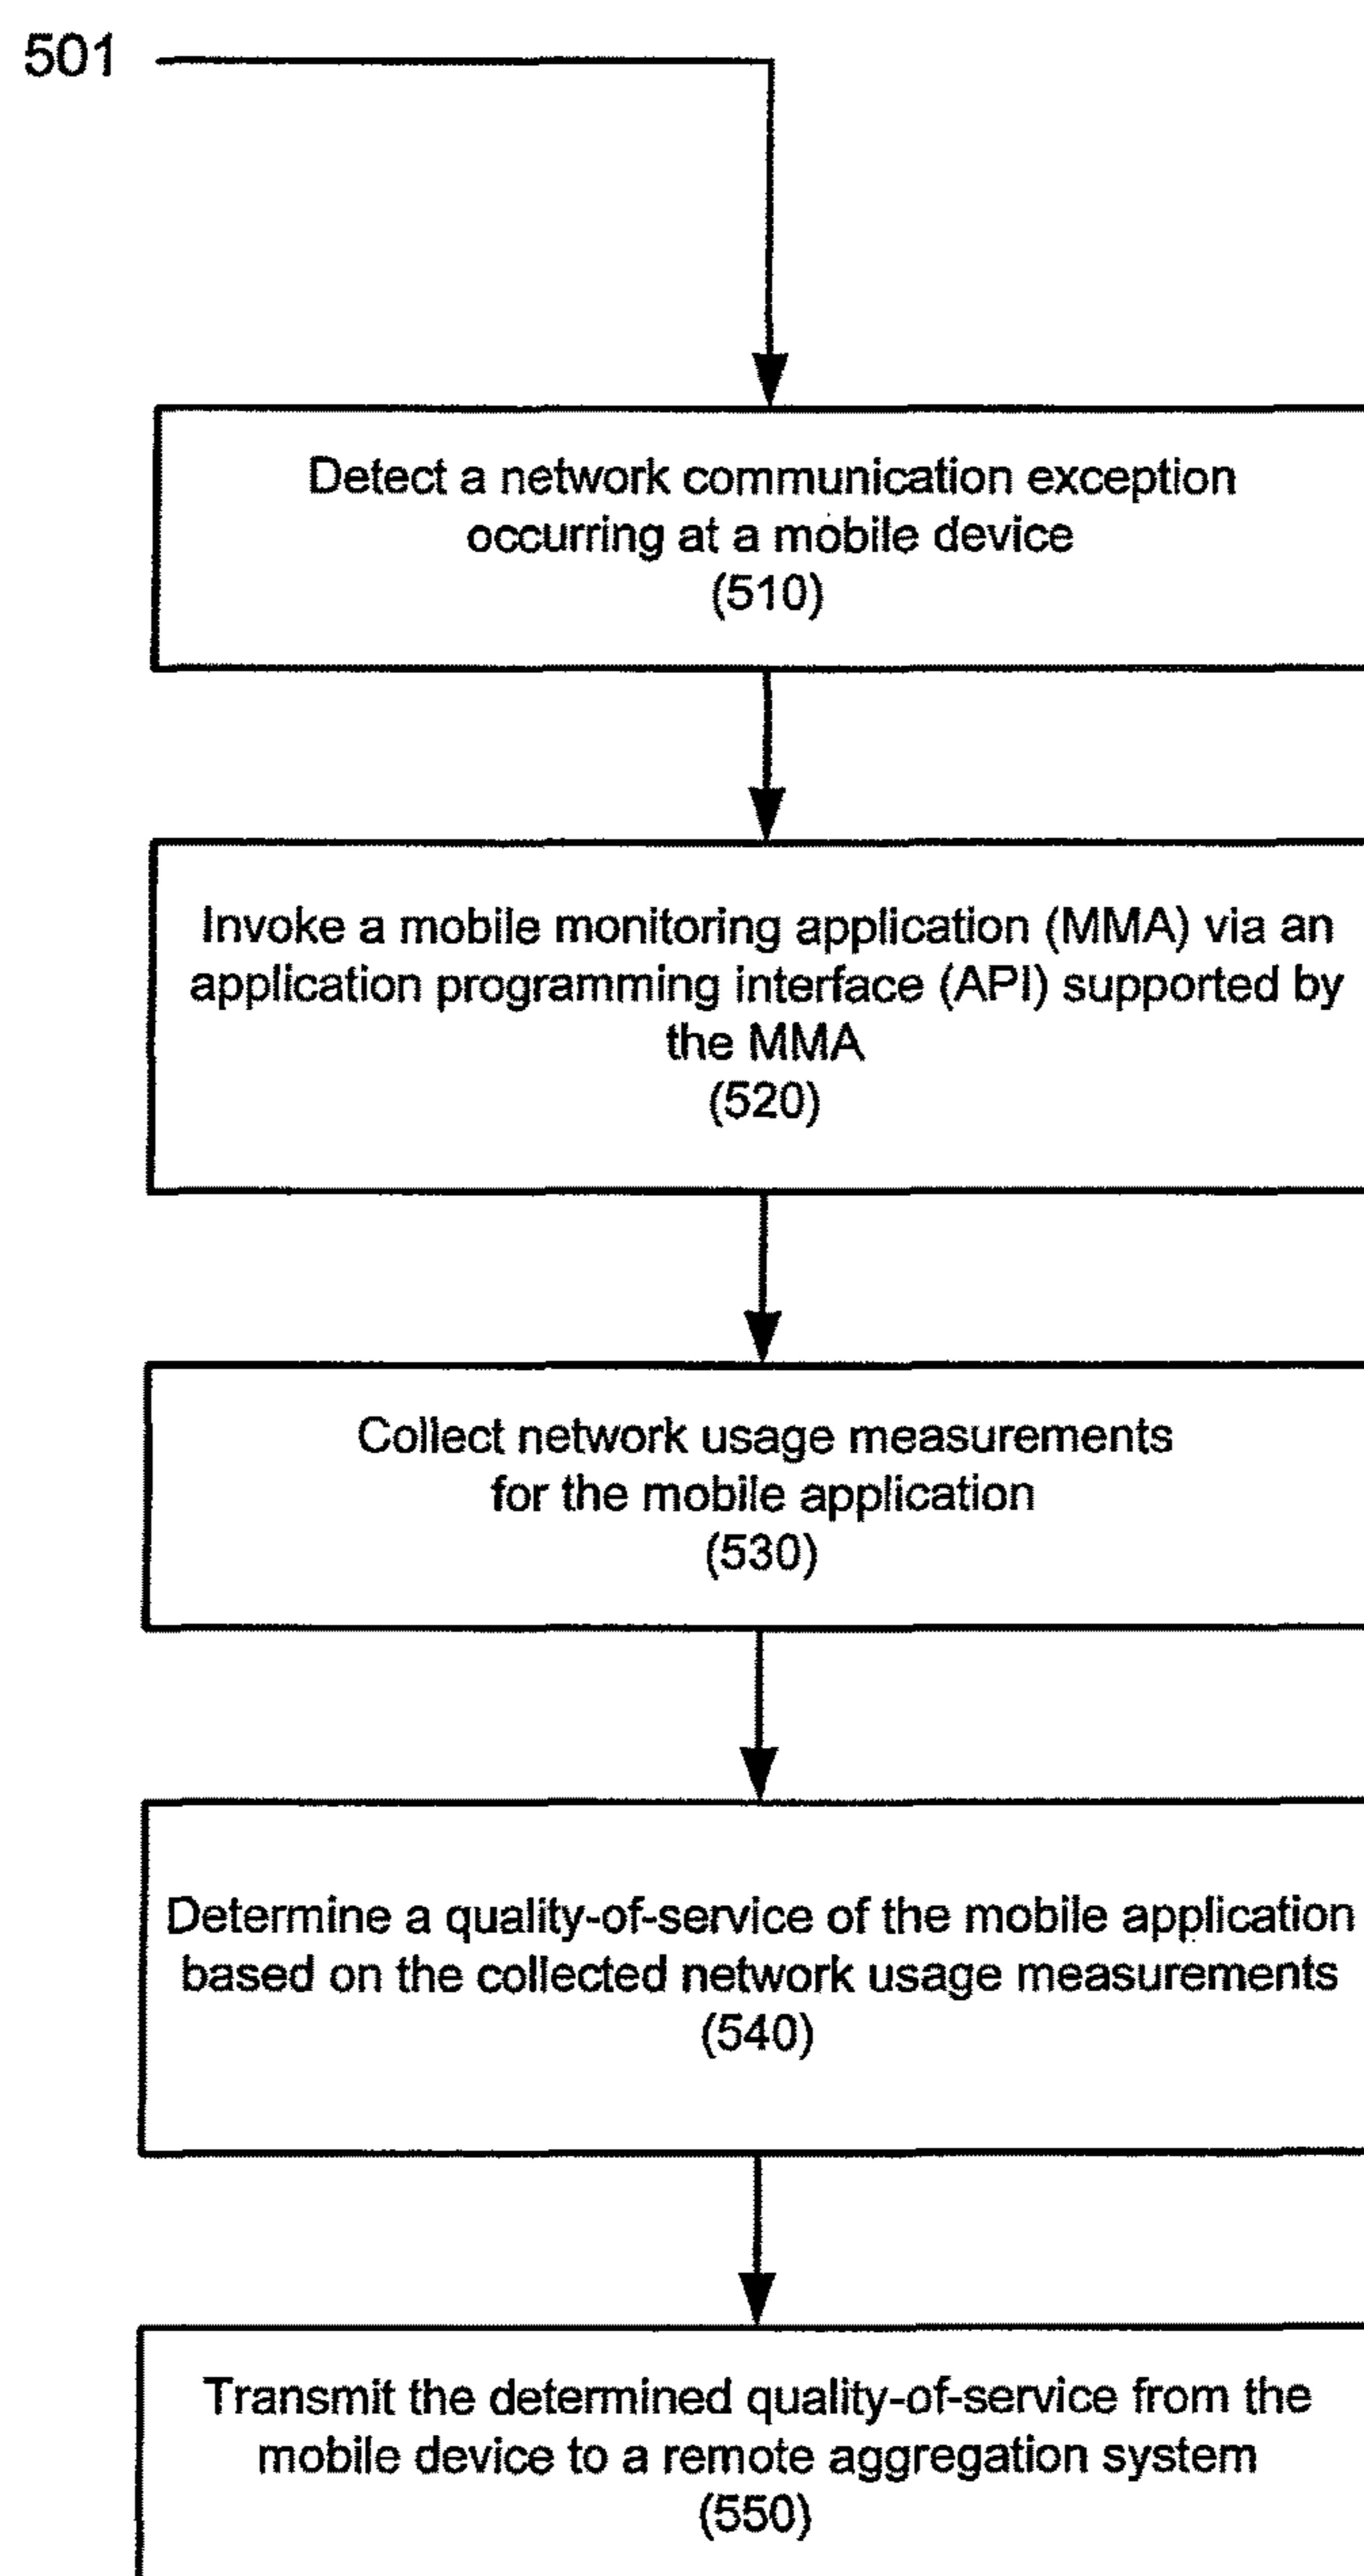 501
Detect a network communication exception
occurring at a mobile device
(510)
Invoke a mobile monitoring application (MMA) via an
application programming interface (API) supported by
the MMA
(520)
Collect network usage measurements
for the mobile application
(530)
Determine a quality-of-service of the mobile application
based on the collected network usage measurements
(540)
Transmit the determined quality-of-service from the
mobile device to a remote aggregation system
(550)